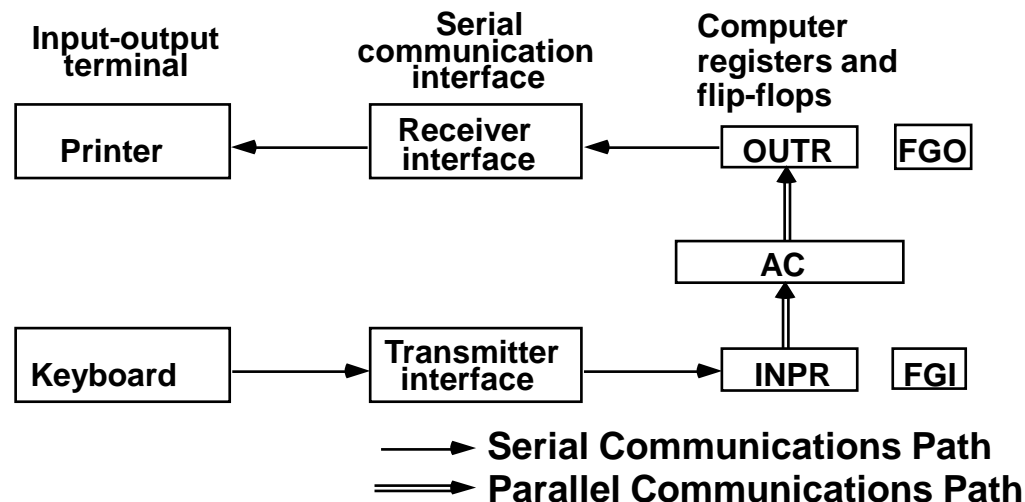 Input-output
terminal
Serial
communication
interface
Computer
registers and
flip-flops
Printer
Receiver
interface
OUTR
FGO
AC
Keyboard
Transmitter
interface
INPR
FGI
Serial Communications Path
Parallel Communications Path